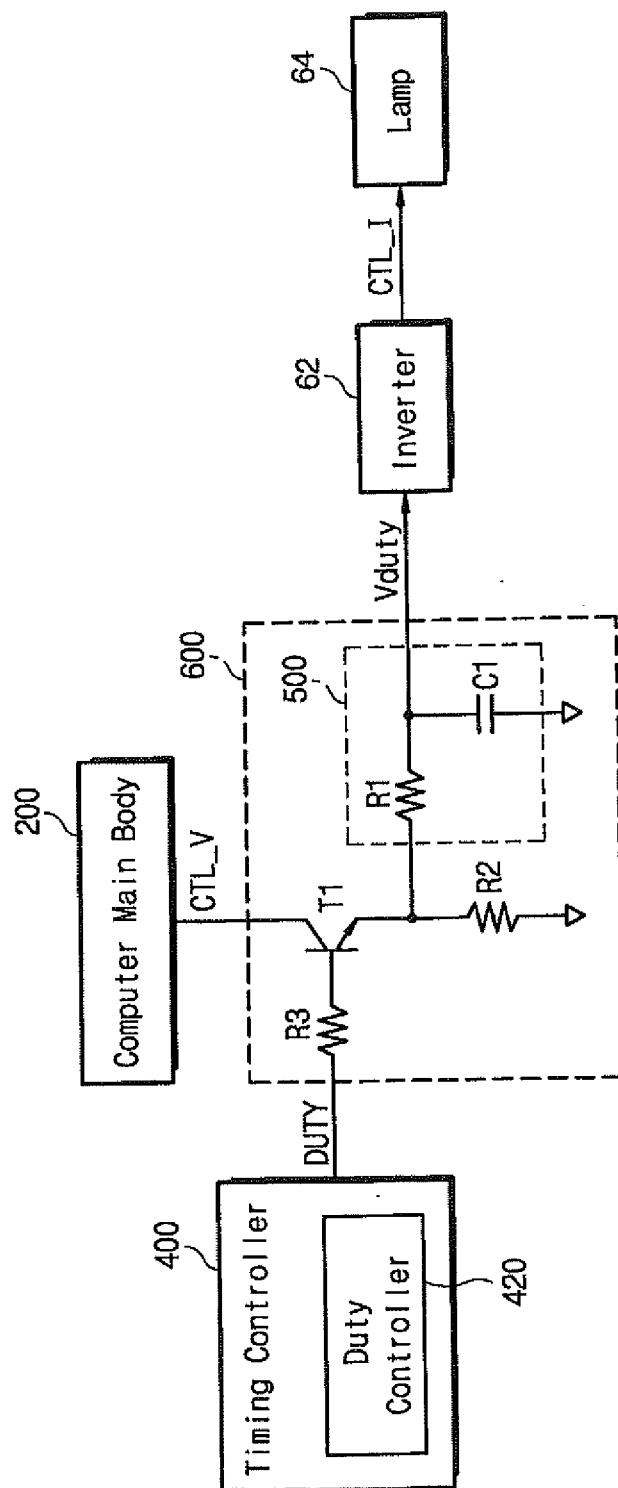 200
Computer Main Body
CTL_V
400
Timing Controller
Duty
Controller
420
DUTY
R3
T1
R2
600
500
R1
C1
Vduty
62
Inverter
CTL_I
64
Lamp